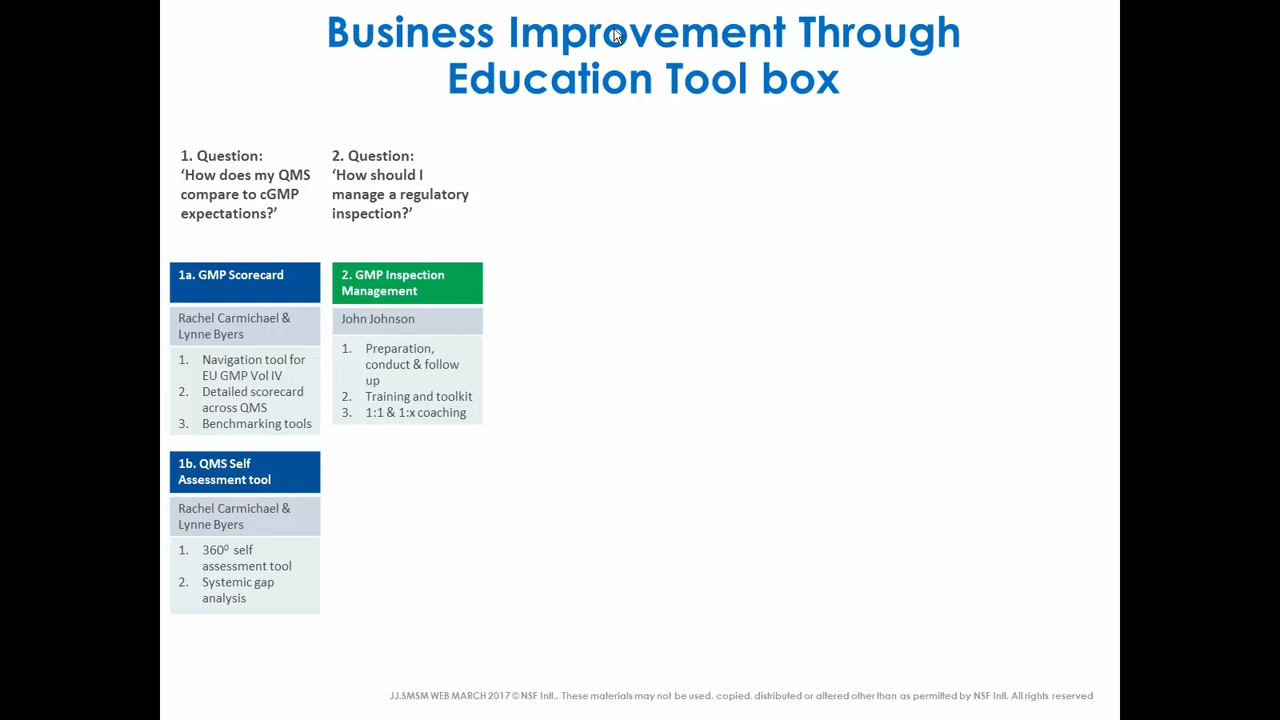 Business Improvement Through
Education Tool box
1. Question:
‘How does my QMS
compare to cGMP
expectations?’
2. Question:
‘How should I
manage a regulatory
inspection?’
1a. GMP Scorecard
Rachel Carmichael &
Lynne Byers
1. Navigation tool for
EU GMP Vol IV
2. Detailed scorecard
across QMS
3. Benchmarking tools
2. GMP Inspection
Management
John Johnson
1. Preparation,
conduct & follow
up
2. Training and toolkit
3. 1:1 & 1:x coaching
1b. QMS Self
Assessment tool
Rachel Carmichael &
Lynne Byers
1. 360⁰ self
assessment tool
2. Systemic gap
analysis
J.J.SMSM WEB MARCH 2017 © NSF Intl.. These materials may not be used, copied, distributed or altered other than as permitted by NSF Intl. All rights reserved